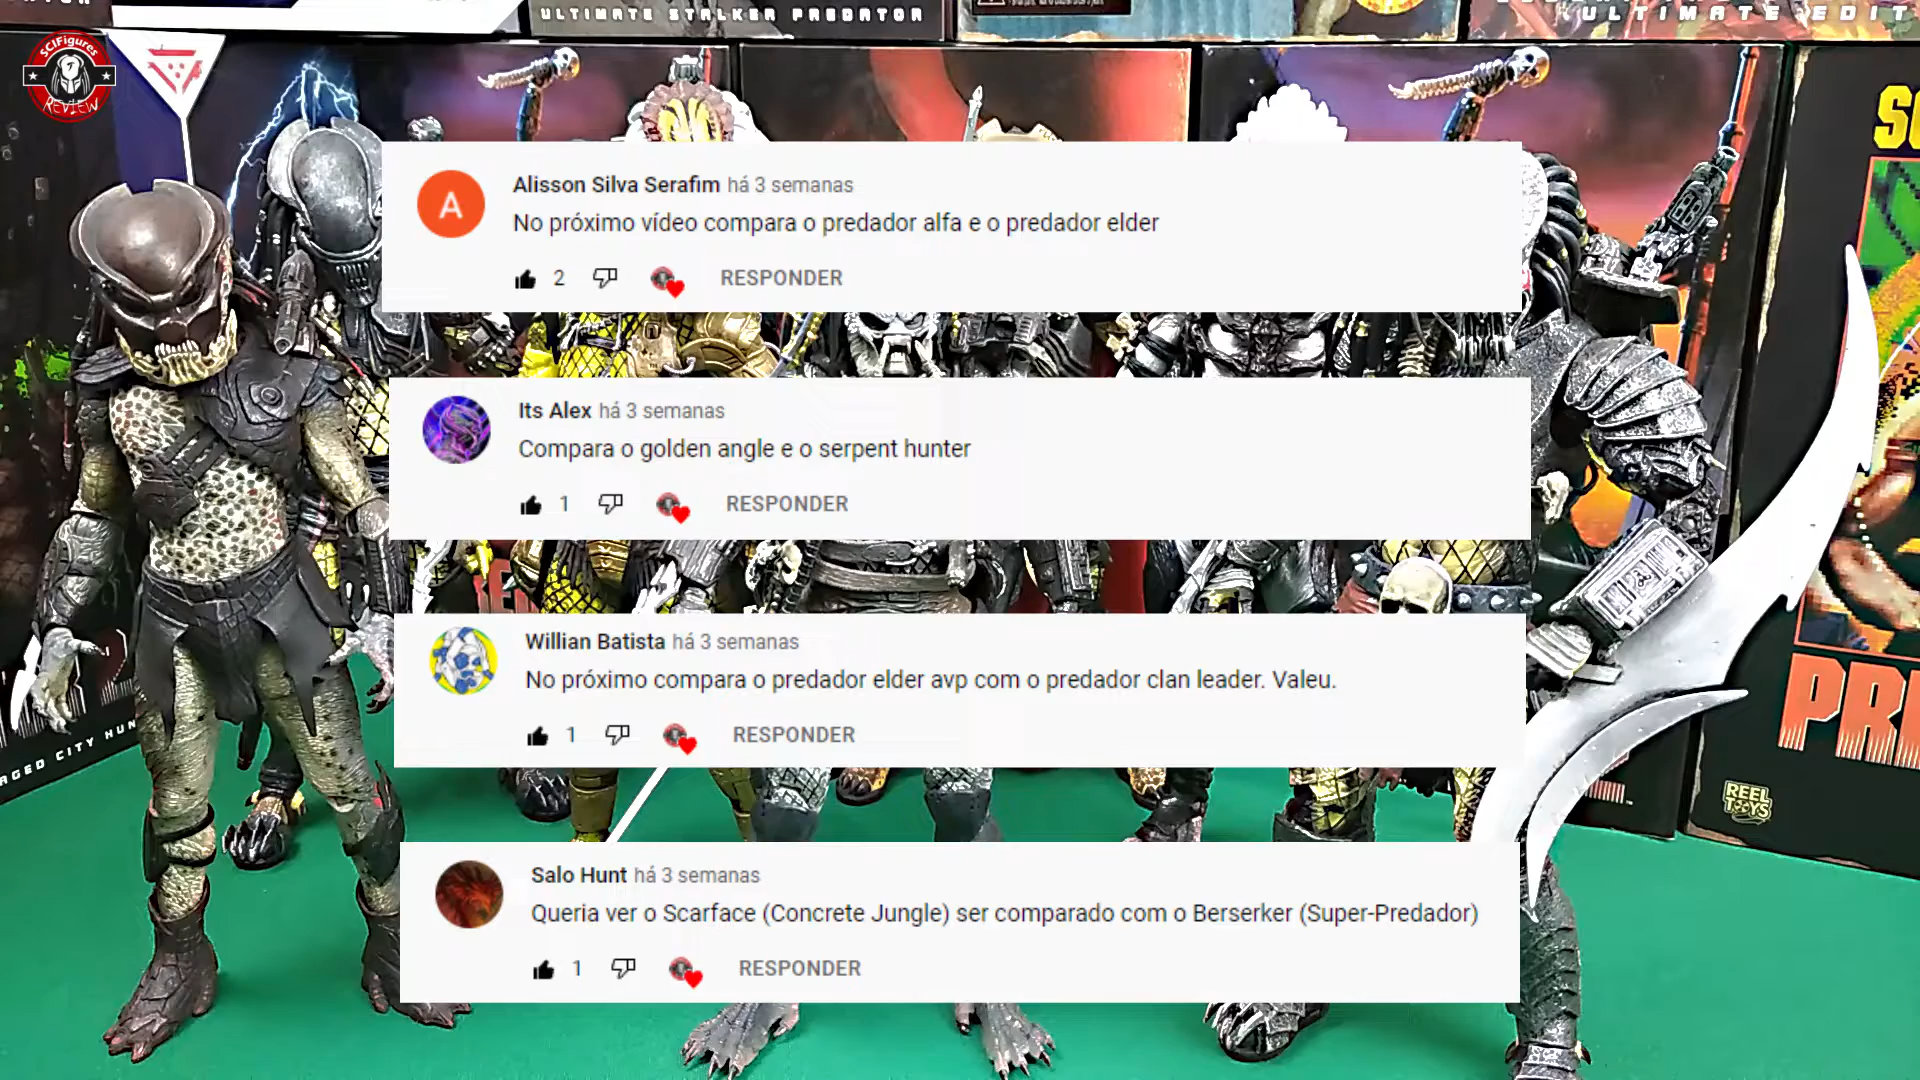 ULTIMATE STALKER PREDATOR
ULTIMATE EDIT
SCIFigures
REVIEW
Alisson Silva Serafim há 3 semanas
No próximo vídeo compara o predador alfa e o predador elder
2
RESPONDER
Its Alex há 3 semanas
Compara o golden angle e o serpent hunter
1
RESPONDER
Willian Batista há 3 semanas
No próximo compara o predador elder avp com o predador clan leader. Valeu.
1
RESPONDER
AGED CITY HUN
PRE
REEL
TOYS
Salo Hunt há 3 semanas
Queria ver o Scarface (Concrete Jungle) ser comparado com o Berserker (Super-Predador)
1
RESPONDER